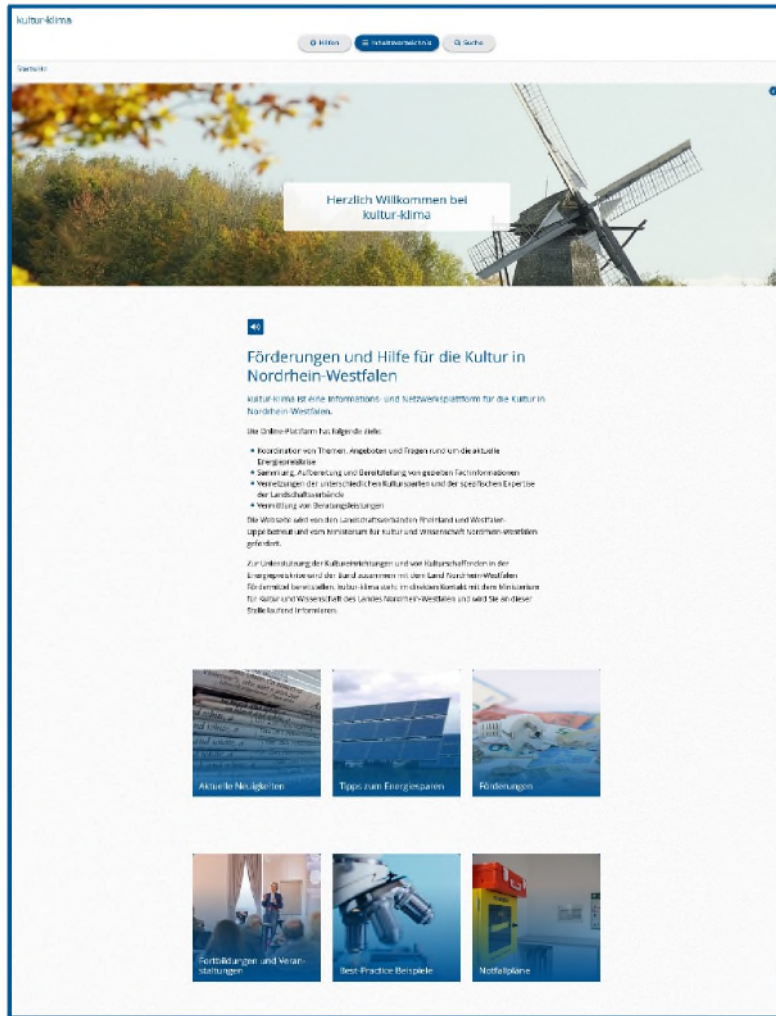 kultur-klima
Hilfen
Inhaltsverzeichnis
Suche
Startseite
Herzlich Willkommen bei
kultur-klima
Förderungen und Hilfe für die Kultur in
Nordrhein-Westfalen
kultur-klima ist eine Informations- und Netzwerksplattform für die Kultur in
Nordrhein-Westfalen.
Die Online-Plattform hat folgende Ziele:
Koordination von Themen, Angeboten und Fragen rund um die aktuelle
Energiepreiskrise
Sammlung, Aufbereitung und Bereitstellung von gezielten Fachinformationen
Vernetzungen der unterschiedlichen Kultursparten und der spezifischen Expertise
der Landschaftsverbände
Vermittlung von Beratungsleistungen
Die Webseite wird von den Landschaftsverbänden Rheinland und Westfalen-
Lippe betreut und vom Ministerium für Kultur und Wissenschaft Nordrhein-Westfalen
gefördert.
Zur Unterstützung der Kultureinrichtungen und von Kulturschaffenden in der
Energiepreiskrise wird der Bund zusammen mit dem Land Nordrhein-Westfalen
Fördermittel bereitstellen. kultur-klima steht im direkten Kontakt mit dem Ministerium
für Kultur und Wissenschaft des Landes Nordrhein-Westfalen und wird Sie an dieser
Stelle laufend informieren.
Aktuelle Neuigkeiten
Tipps zum Energiesparen
Förderungen
Fortbildungen und Veran-
staltungen
Best-Practice Beispiele
Notfallpläne